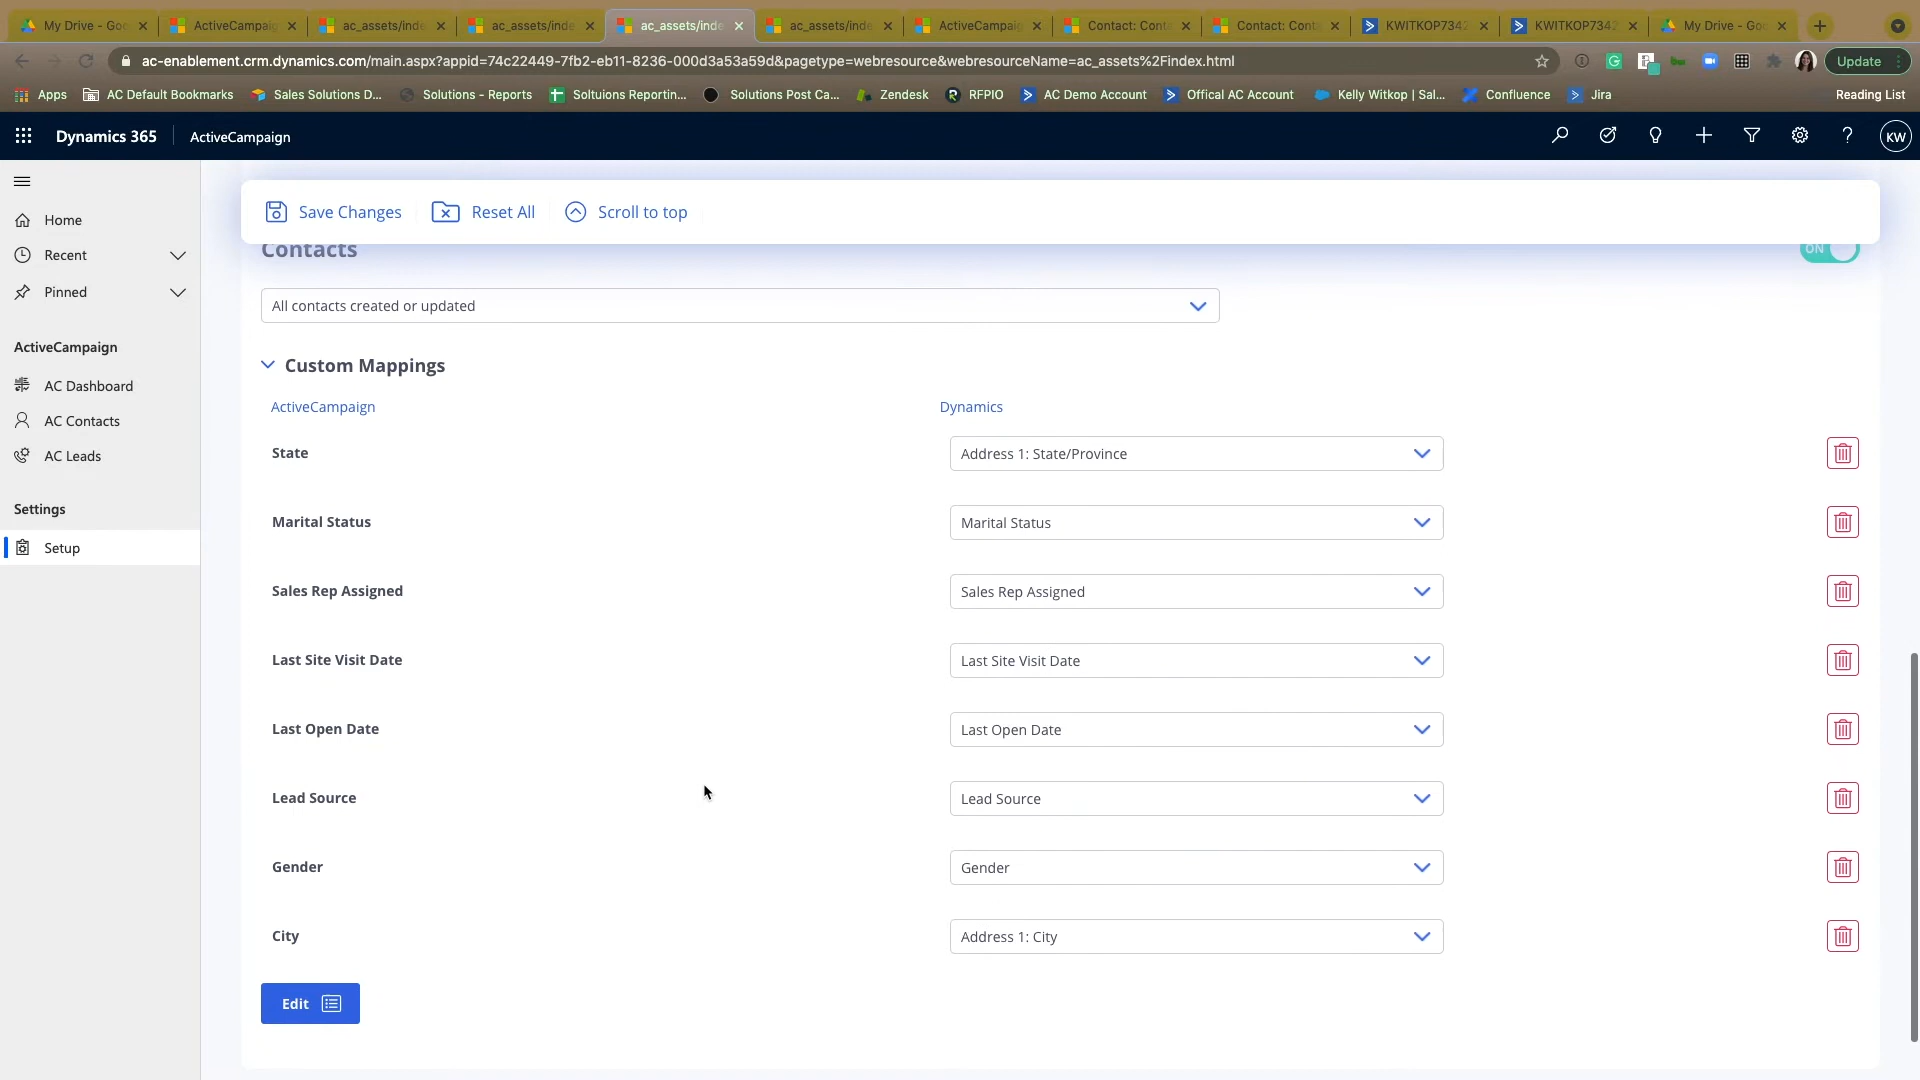 My Drive - Goo
ActiveCampaig
ac_assets/inde
ac_assets/inde
ac_assets/inde
ac_assets/inde
ActiveCampaig
Contact: Conta
Contact: Conta
KWITKOP7342
KWITKOP7342
My Drive - Goo
ac-enablement.crm.dynamics.com/main.aspx?appid=74c22449-7fb2-eb11-8236-000d3a53a59d&pagetype=webresource&webresourceName=ac_assets%2Findex.html
Update
Apps
AC Default Bookmarks
Sales Solutions D...
Solutions - Reports
Soltuions Reportin...
Solutions Post Ca...
Zendesk
RFPIO
AC Demo Account
Offical AC Account
Kelly Witkop | Sal...
Confluence
Jira
Reading List
Dynamics 365
ActiveCampaign
KW
Home
Recent
Pinned
ActiveCampaign
AC Dashboard
AC Contacts
AC Leads
Settings
Setup
Save Changes
Reset All
Scroll to top
Contacts
ON
All contacts created or updated
Custom Mappings
ActiveCampaign
Dynamics
State
Address 1: State/Province
Marital Status
Marital Status
Sales Rep Assigned
Sales Rep Assigned
Last Site Visit Date
Last Site Visit Date
Last Open Date
Last Open Date
Lead Source
Lead Source
Gender
Gender
City
Address 1: City
Edit